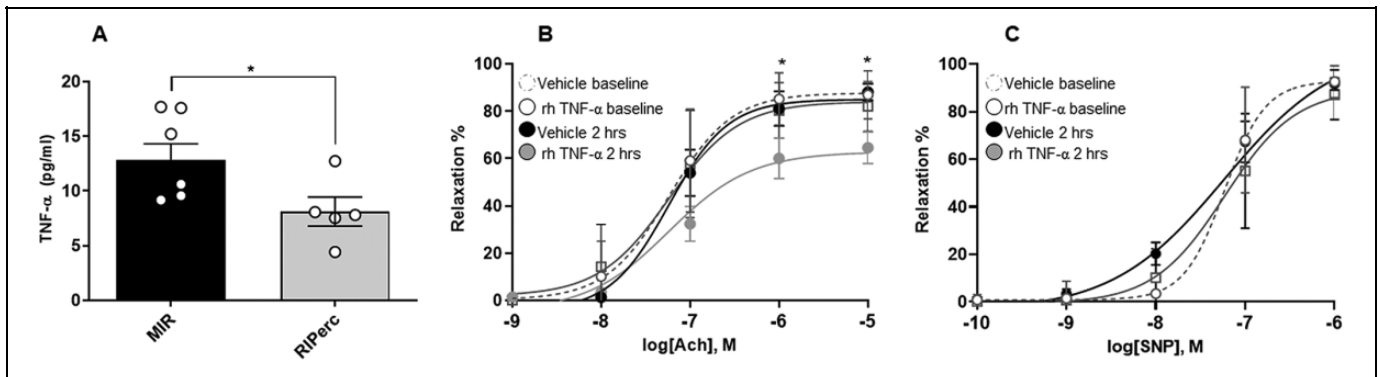 A
TNF-α (pg/ml)
20
15
10
5
0
*
MIR
RIPerc
B
Relaxation %
100
80
60
40
20
0
Vehicle baseline
rh TNF-α baseline
Vehicle 2 hrs
rh TNF-α 2 hrs
*
*
-9
-8
-7
-6
-5
log[Ach], M
C
Relaxation %
100
80
60
40
20
0
Vehicle baseline
rh TNF-α baseline
Vehicle 2 hrs
rh TNF-α 2 hrs
-10
-9
-8
-7
-6
log[SNP], M